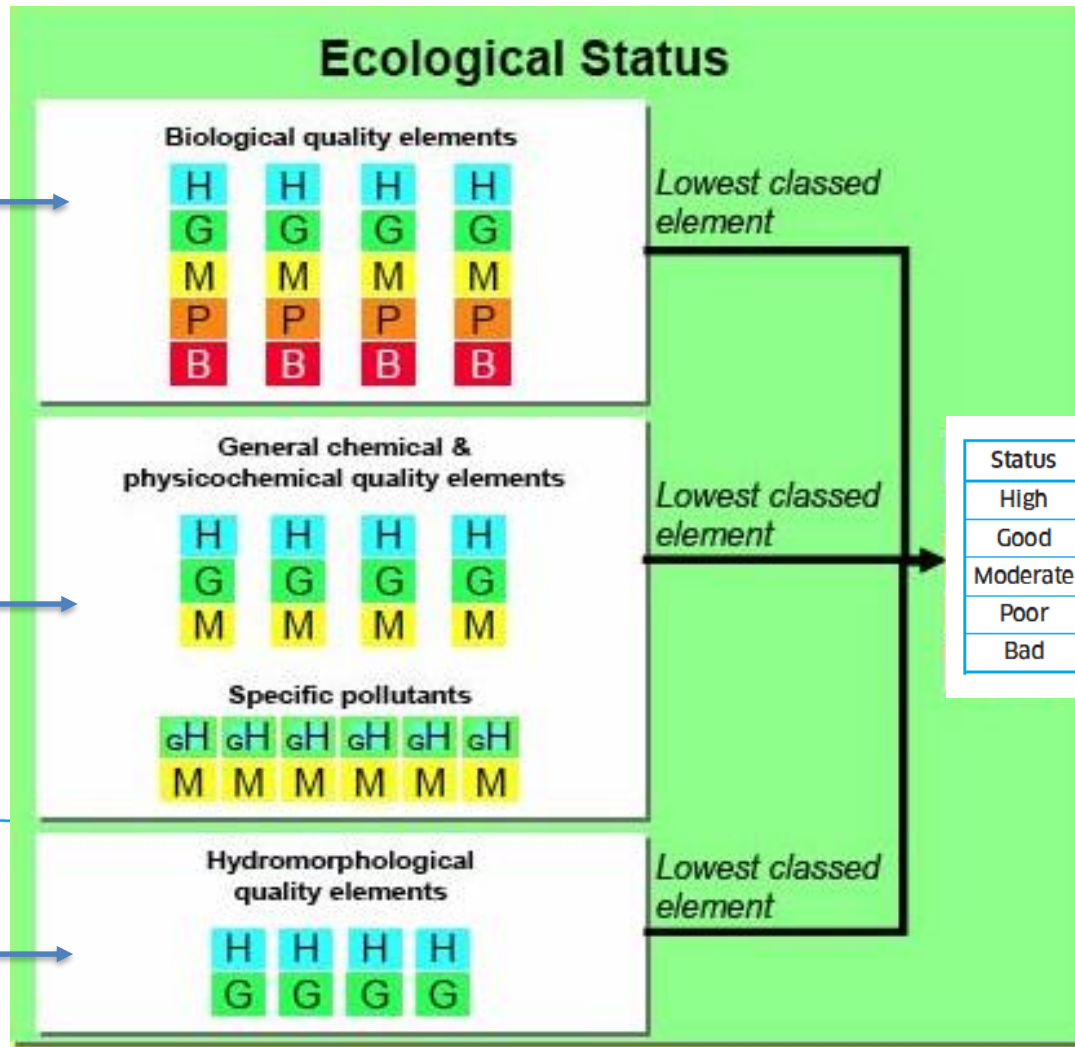 Ecological Status
Biological quality elements
H H H H
G G G G
M M M M
P P P P
B B B B
Lowest classed
element
General chemical &
physicochemical quality elements
H H H H
G G G G
M M M M
Lowest classed
element
Specific pollutants
GH GH GH GH GH GH
M M M M M M
Hydromorphological
quality elements
H H H H
G G G G
Lowest classed
element
Status
High
Good
Moderate
Poor
Bad